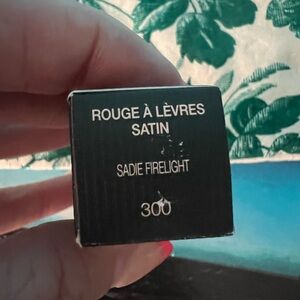 ROUGE À LÈVRES
SATIN
SADIE FIRELIGHT
300